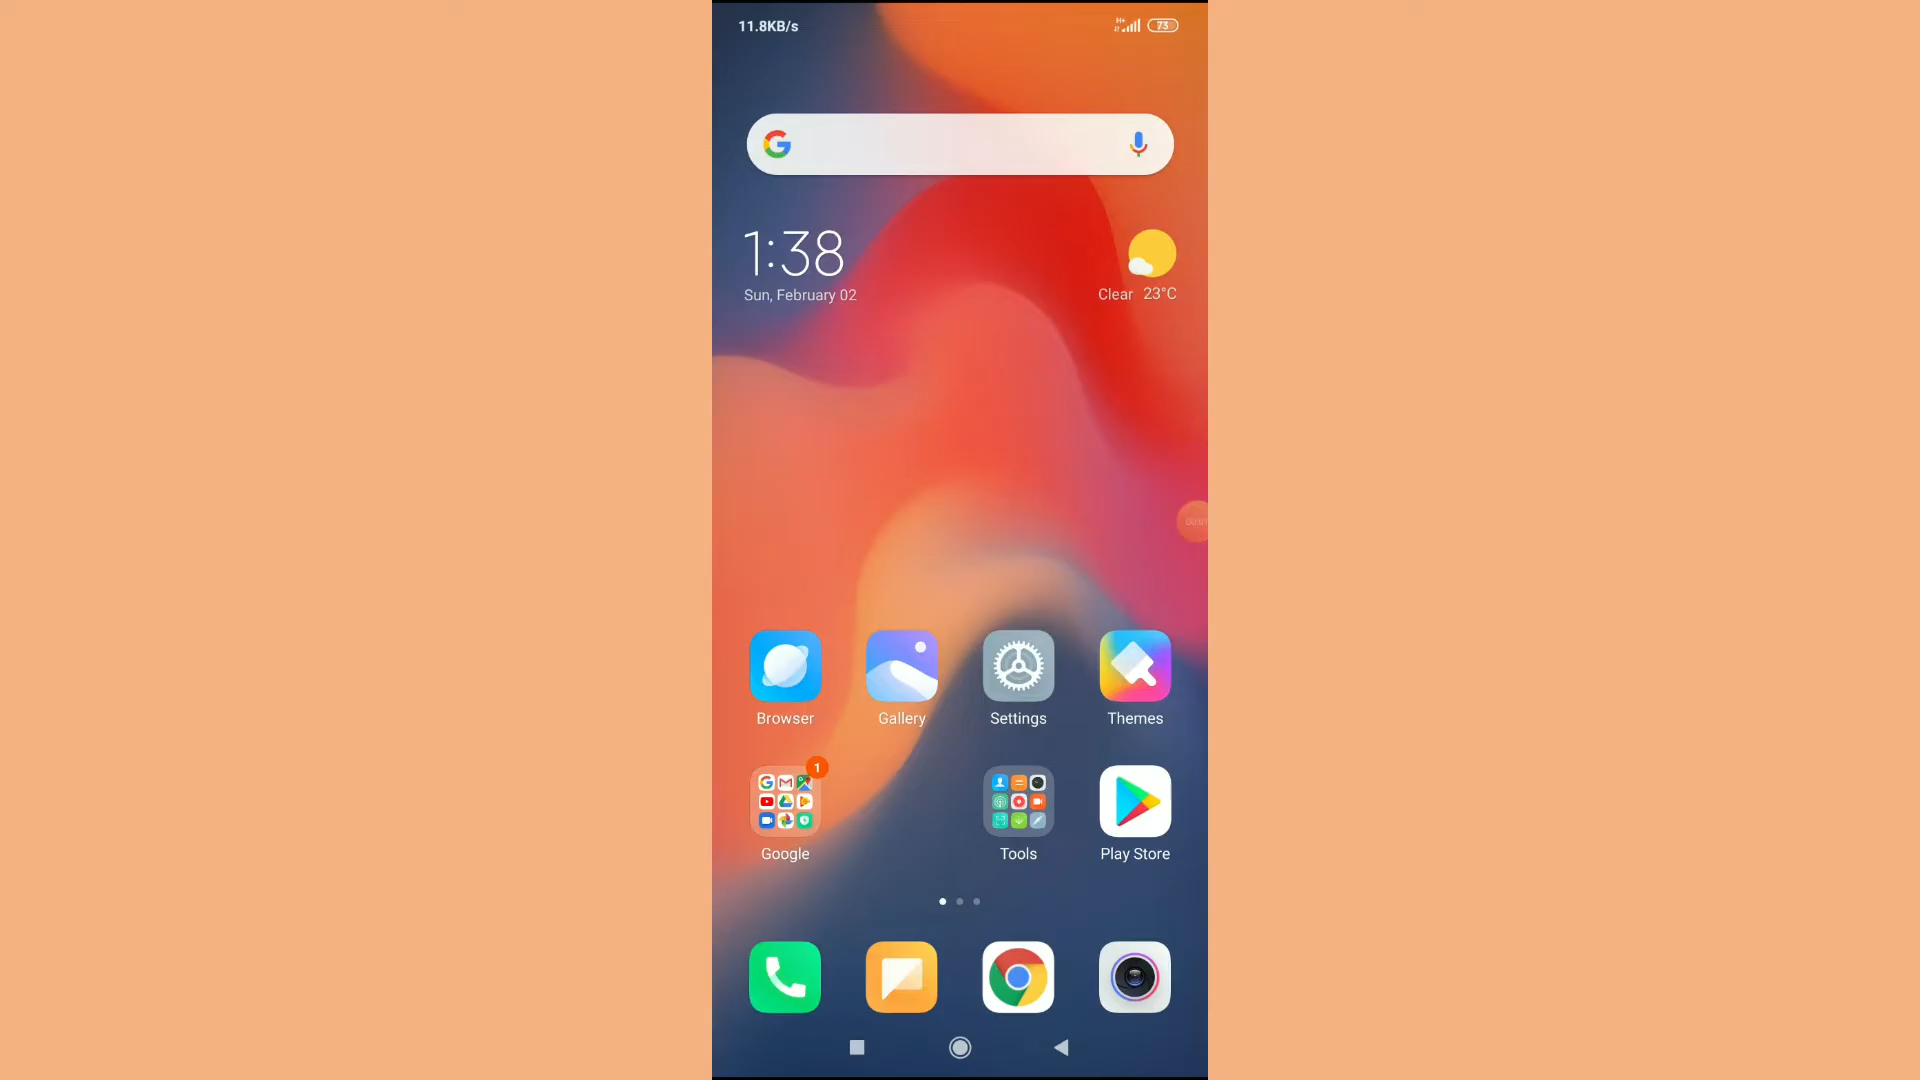 11.8KB/s
H+
73
1:38
Sun, February 02
Clear 23°C
Browser
Gallery
Settings
Themes
1
Google
Tools
Play Store